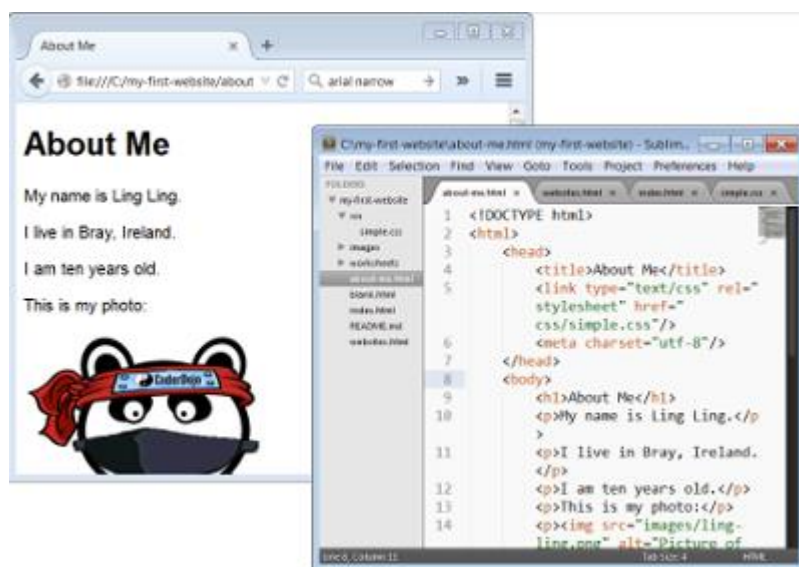 About Me
file:///C:/my-first-website/about
arial narrow
About Me
My name is Ling Ling.
I live in Bray, Ireland.
I am ten years old.
This is my photo:
CoderDojo
C:\my-first-website\about-me.html (my-first-website) - Sublim..
File Edit Selection Find View Goto Tools Project Preferences Help
FOLDERS
my-first-website
css
simple.css
images
worksheets
about-me.html
blank.html
index.html
README.md
websites.html
about-me.html websites.html index.html simple.css
1 <!DOCTYPE html>
2 <html>
3 <head>
4 <title>About Me</title>
5 <link type="text/css" rel="
stylesheet" href="
css/simple.css"/>
6 <meta charset="utf-8"/>
7 </head>
8 <body>
9 <h1>About Me</h1>
10 <p>My name is Ling Ling.</p
>
11 <p>I live in Bray, Ireland.
</p>
12 <p>I am ten years old.</p>
13 <p>This is my photo:</p>
14 <p><img src="images/ling-
ling.png" alt="Picture of
Line 8, Column 11
Tab Size: 4
HTML